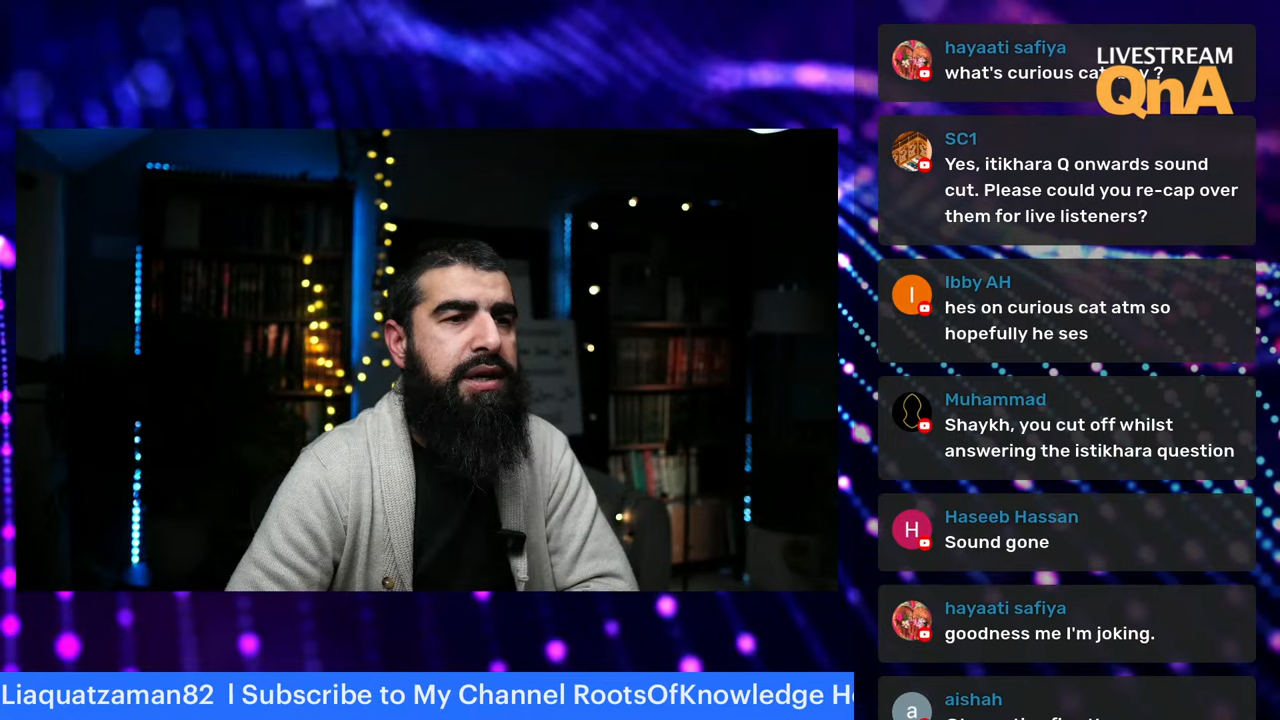 hayaati safiya
what's curious ?
LIVESTREAM
QnA
SC1
Yes, itikhara Q onwards sound
cut. Please could you re-cap over
them for live listeners?
Ibby AH
hes on curious cat atm so
hopefully he ses
Muhammad
Shaykh, you cut off whilst
answering the istikhara question
Haseeb Hassan
Sound gone
hayaati safiya
goodness me I'm joking.
aishah
Liaquatzaman82 | Subscribe to My Channel RootsOfKnowledge